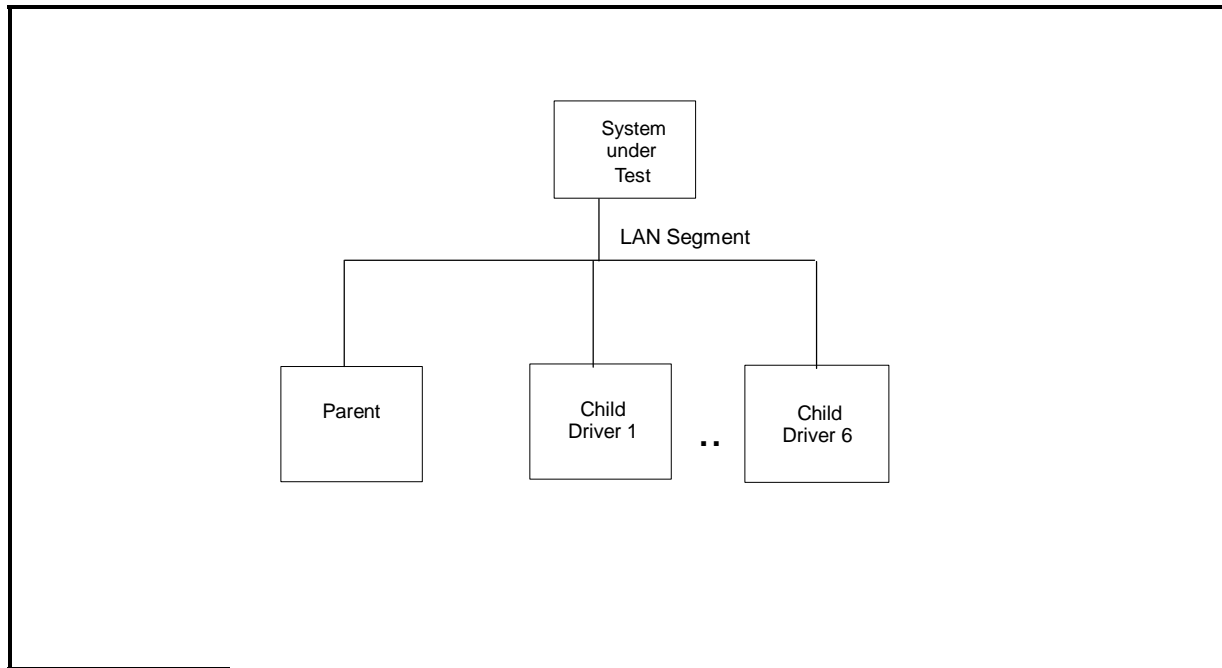 System
under
Test
LAN Segment
Parent
Child
Driver 1
..
Child
Driver 6